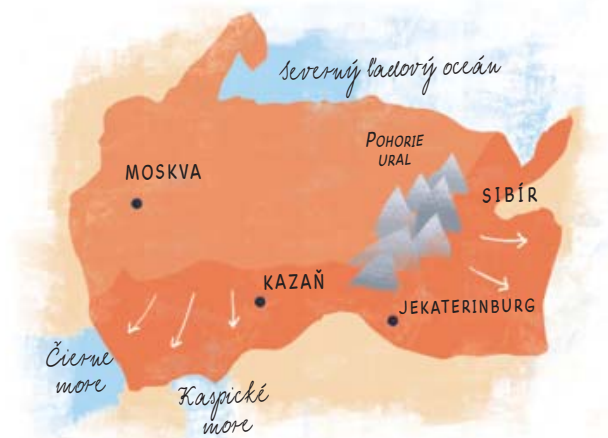 Severný ľadový oceán
POHORIE
URAL
MOSKVA
SIBÍR
KAZAŇ
JEKATERINBURG
Čierne
more
Kaspické
more